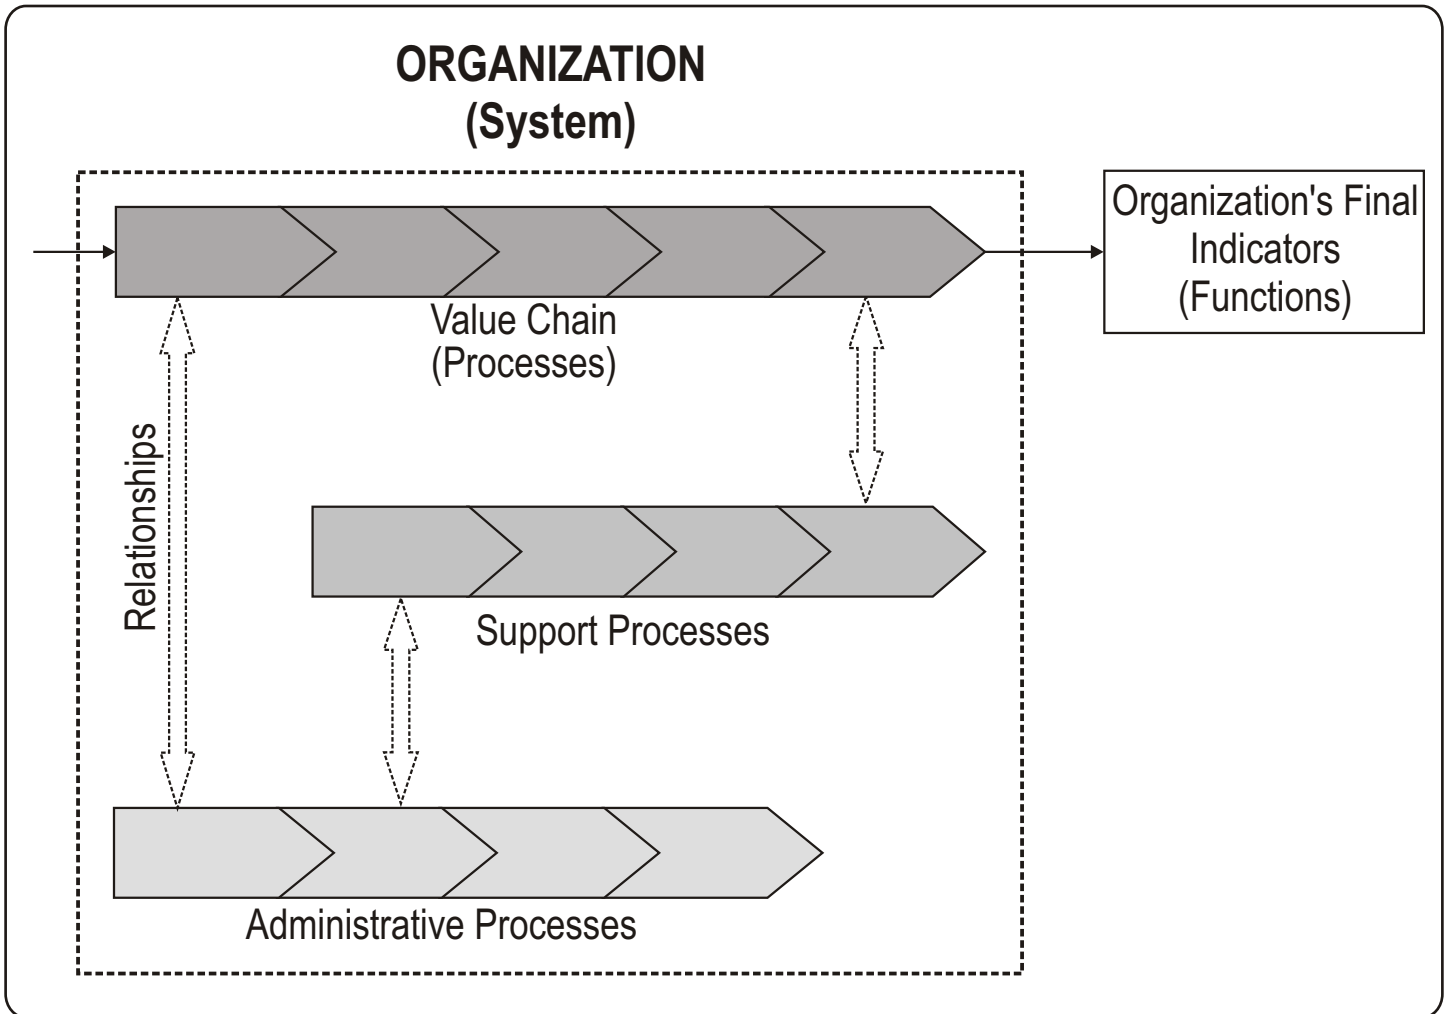 ORGANIZATION
(System)
Organization's Final
Indicators
(Functions)
Value Chain
(Processes)
Relationships
Support Processes
Administrative Processes